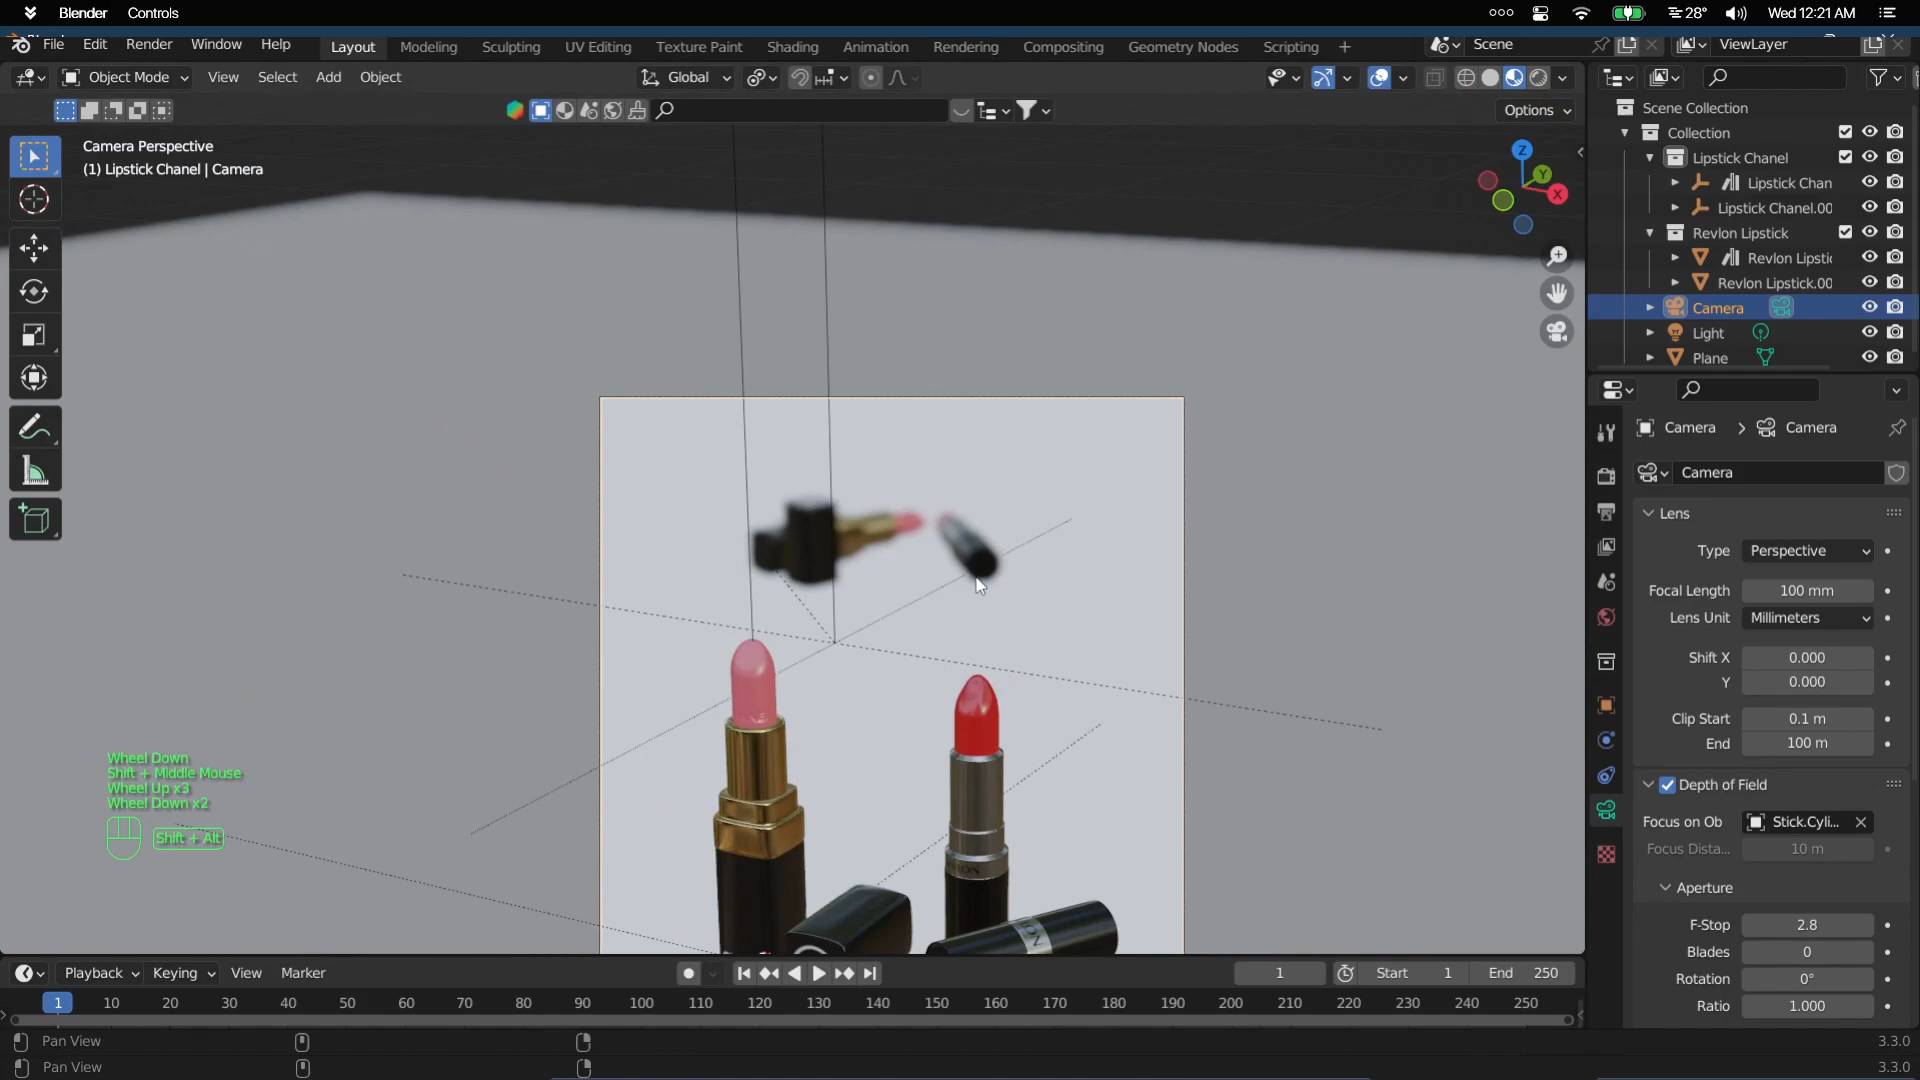 Blender Controls 28° Wed 12:21 AM
File Edit Render Window Help Layout Modeling Sculpting UV Editing Texture Paint Shading Animation Rendering Compositing Geometry Nodes Scripting + Scene ViewLayer
Object Mode View Select Add Object Global
Options
Camera Perspective
(1) Lipstick Chanel | Camera
Z
Y
X
Scene Collection
Collection
Lipstick Chanel
Lipstick Chan
Lipstick Chanel.00
Revlon Lipstick
Revlon Lipsti
Revlon Lipstick.00
Camera
Light
Plane
Camera > Camera
Camera
Lens
Type Perspective
Focal Length 100 mm
Lens Unit Millimeters
Shift X 0.000
Y 0.000
Clip Start 0.1 m
End 100 m
Depth of Field
Focus on Ob Stick.Cyli...
Focus Dista... 10 m
Aperture
F-Stop 2.8
Blades 0
Rotation 0°
Ratio 1.000
Wheel Down
Shift + Middle Mouse
Wheel Up x3
Wheel Down x2
Shift + Alt
Playback Keying View Marker 1 Start 1 End 250
1 10 20 30 40 50 60 70 80 90 100 110 120 130 140 150 160 170 180 190 200 210 220 230 240 250
Pan View 3.3.0
Pan View 3.3.0